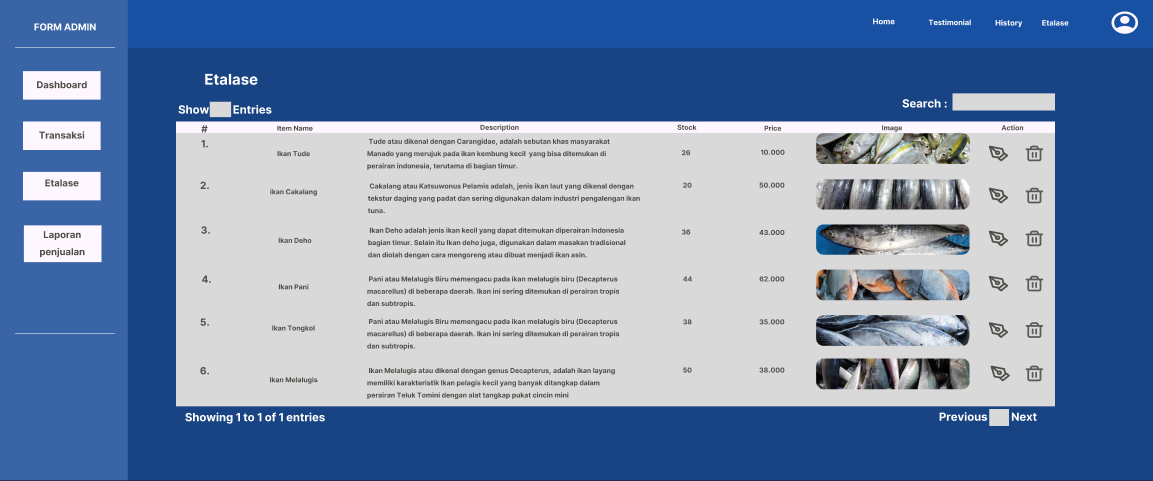 FORM ADMIN
Home
Testimonial
History
Etalase
Dashboard
Transaksi
Etalase
Laporan
penjualan
Etalase
Show Entries
Search :
# Item Name Description Stock Price Image Action
1.
Ikan Tude
Tude atau dikenal dengan Carangidae, adalah sebutan khas masyarakat
Manado yang merujuk pada ikan kembung kecil yang bisa ditemukan di
perairan indonesia, terutama di bagian timur.
26
10.000
2.
ikan Cakalang
Cakalang atau Katsuwonus Pelamis adalah, jenis ikan laut yang dikenal dengan
tekstur daging yang padat dan sering digunakan dalam industri pengalengan ikan
tuna.
20
50.000
3.
Ikan Deho
Ikan Deho adalah jenis ikan kecil yang dapat ditemukan diperairan Indonesia
bagian timur. Selain itu Ikan deho juga, digunakan dalam masakan tradisional
dan diolah dengan cara mengoreng atau dibuat menjadi ikan asin.
36
43.000
4.
Ikan Pani
Pani atau Melalugis Biru memengacu pada ikan melalugis biru (Decapterus
macarellus) di beberapa daerah. Ikan ini sering ditemukan di perairan tropis
dan subtropis.
44
62.000
5.
Ikan Tongkol
Pani atau Melalugis Biru memengacu pada ikan melalugis biru (Decapterus
macarellus) di beberapa daerah. Ikan ini sering ditemukan di perairan tropis
dan subtropis.
38
35.000
6.
Ikan Melalugis
Ikan Melalugis atau dikenal dengan genus Decapterus, adalah ikan layang
memiliki karakteristik Ikan pelagis kecil yang banyak ditangkap dalam
perairan Teluk Tomini dengan alat tangkap pukat cincin mini
50
38.000
Showing 1 to 1 of 1 entries
Previous Next